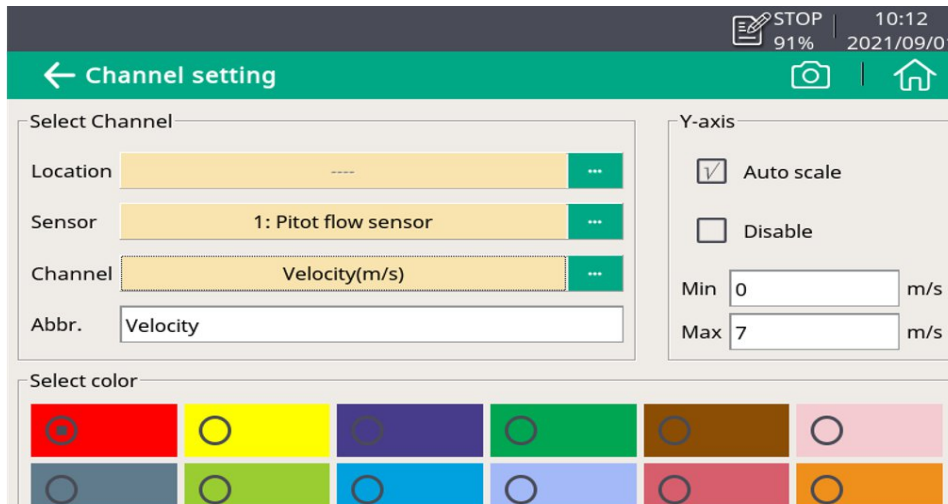 STOP 10:12
91% 2021/09/01
Channel setting
Select Channel
Location ---- ...
Sensor 1: Pitot flow sensor ...
Channel Velocity(m/s) ...
Abbr. Velocity
Y-axis
√ Auto scale
Disable
Min 0 m/s
Max 7 m/s
Select color